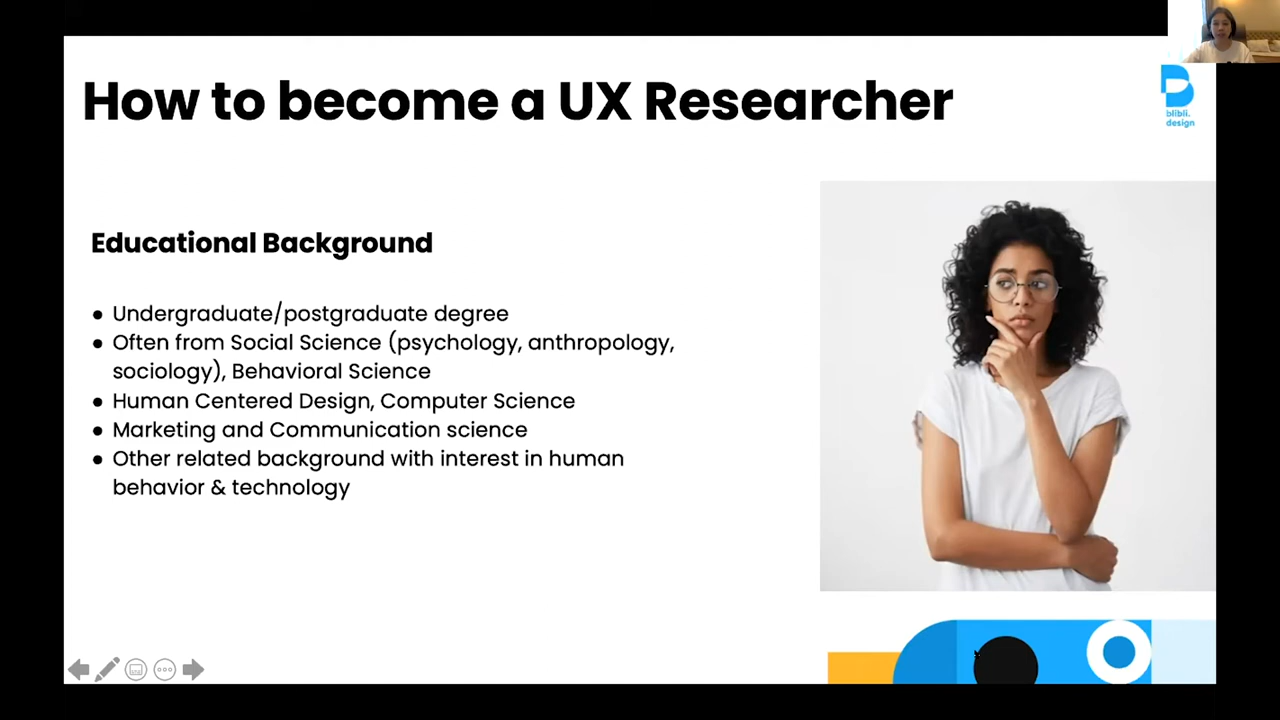 How to become a UX Researcher
blibli.
design
Educational Background
● Undergraduate/postgraduate degree
● Often from Social Science (psychology, anthropology,
sociology), Behavioral Science
● Human Centered Design, Computer Science
● Marketing and Communication science
● Other related background with interest in human
behavior & technology